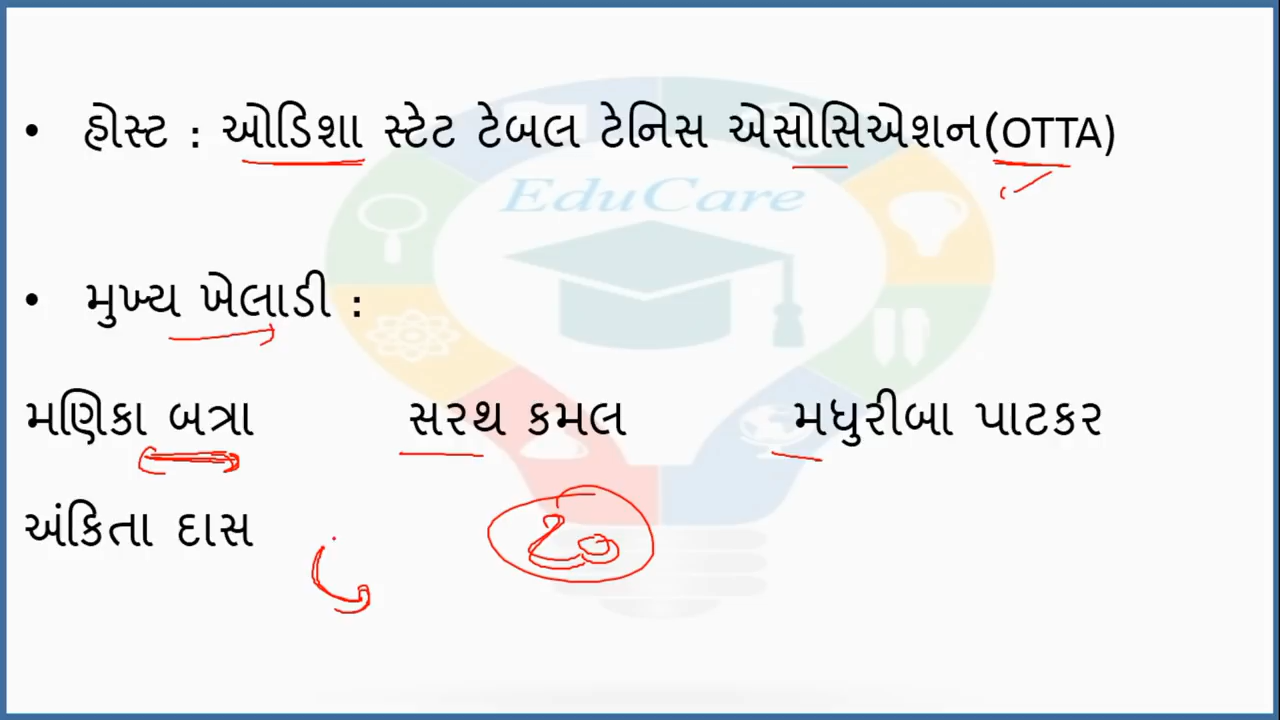 • હોસ્ટ : ઓડિશા સ્ટેટ ટેબલ ટેનિસ એસોસિએશન(OTTA)
EduCare
• મુખ્ય ખેલાડી :
મણિકા બત્રા સરથ કમલ મધુરીબા પાટકર
અંકિતા દાસ